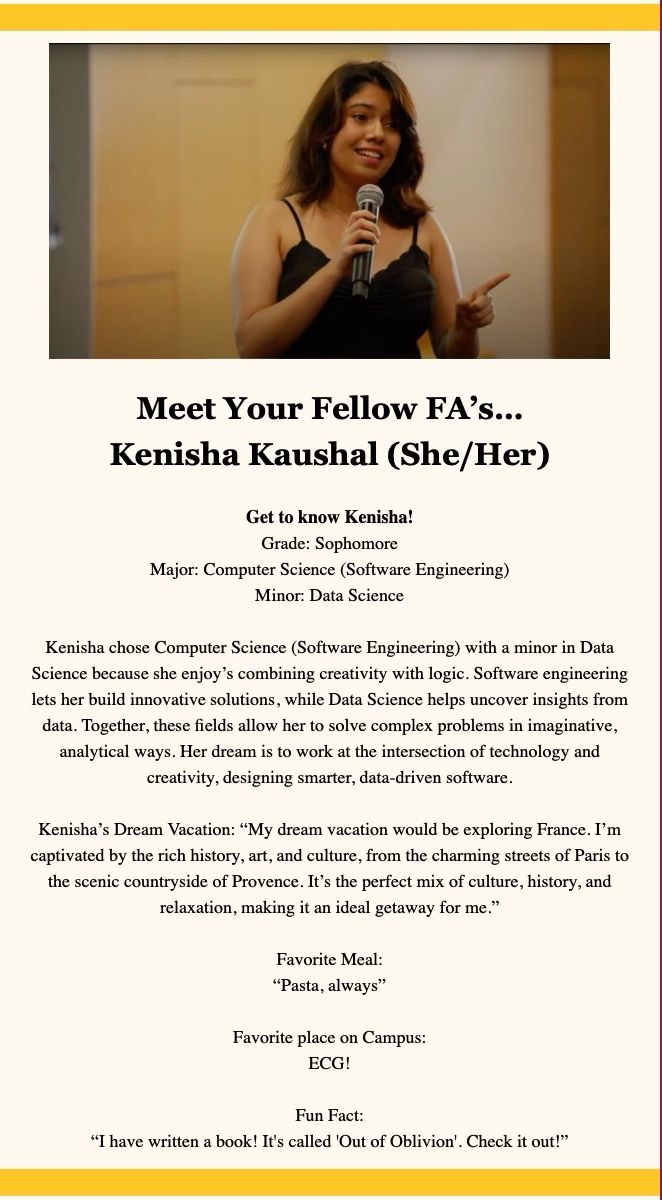 Meet Your Fellow FA’s...
Kenisha Kaushal (She/Her)
Get to know Kenisha!
Grade: Sophomore
Major: Computer Science (Software Engineering)
Minor: Data Science
Kenisha chose Computer Science (Software Engineering) with a minor in Data
Science because she enjoy’s combining creativity with logic. Software engineering
lets her build innovative solutions, while Data Science helps uncover insights from
data. Together, these fields allow her to solve complex problems in imaginative,
analytical ways. Her dream is to work at the intersection of technology and
creativity, designing smarter, data-driven software.
Kenisha’s Dream Vacation: “My dream vacation would be exploring France. I’m
captivated by the rich history, art, and culture, from the charming streets of Paris to
the scenic countryside of Provence. It’s the perfect mix of culture, history, and
relaxation, making it an ideal getaway for me.”
Favorite Meal:
“Pasta, always”
Favorite place on Campus:
ECG!
Fun Fact:
“I have written a book! It's called 'Out of Oblivion'. Check it out!”